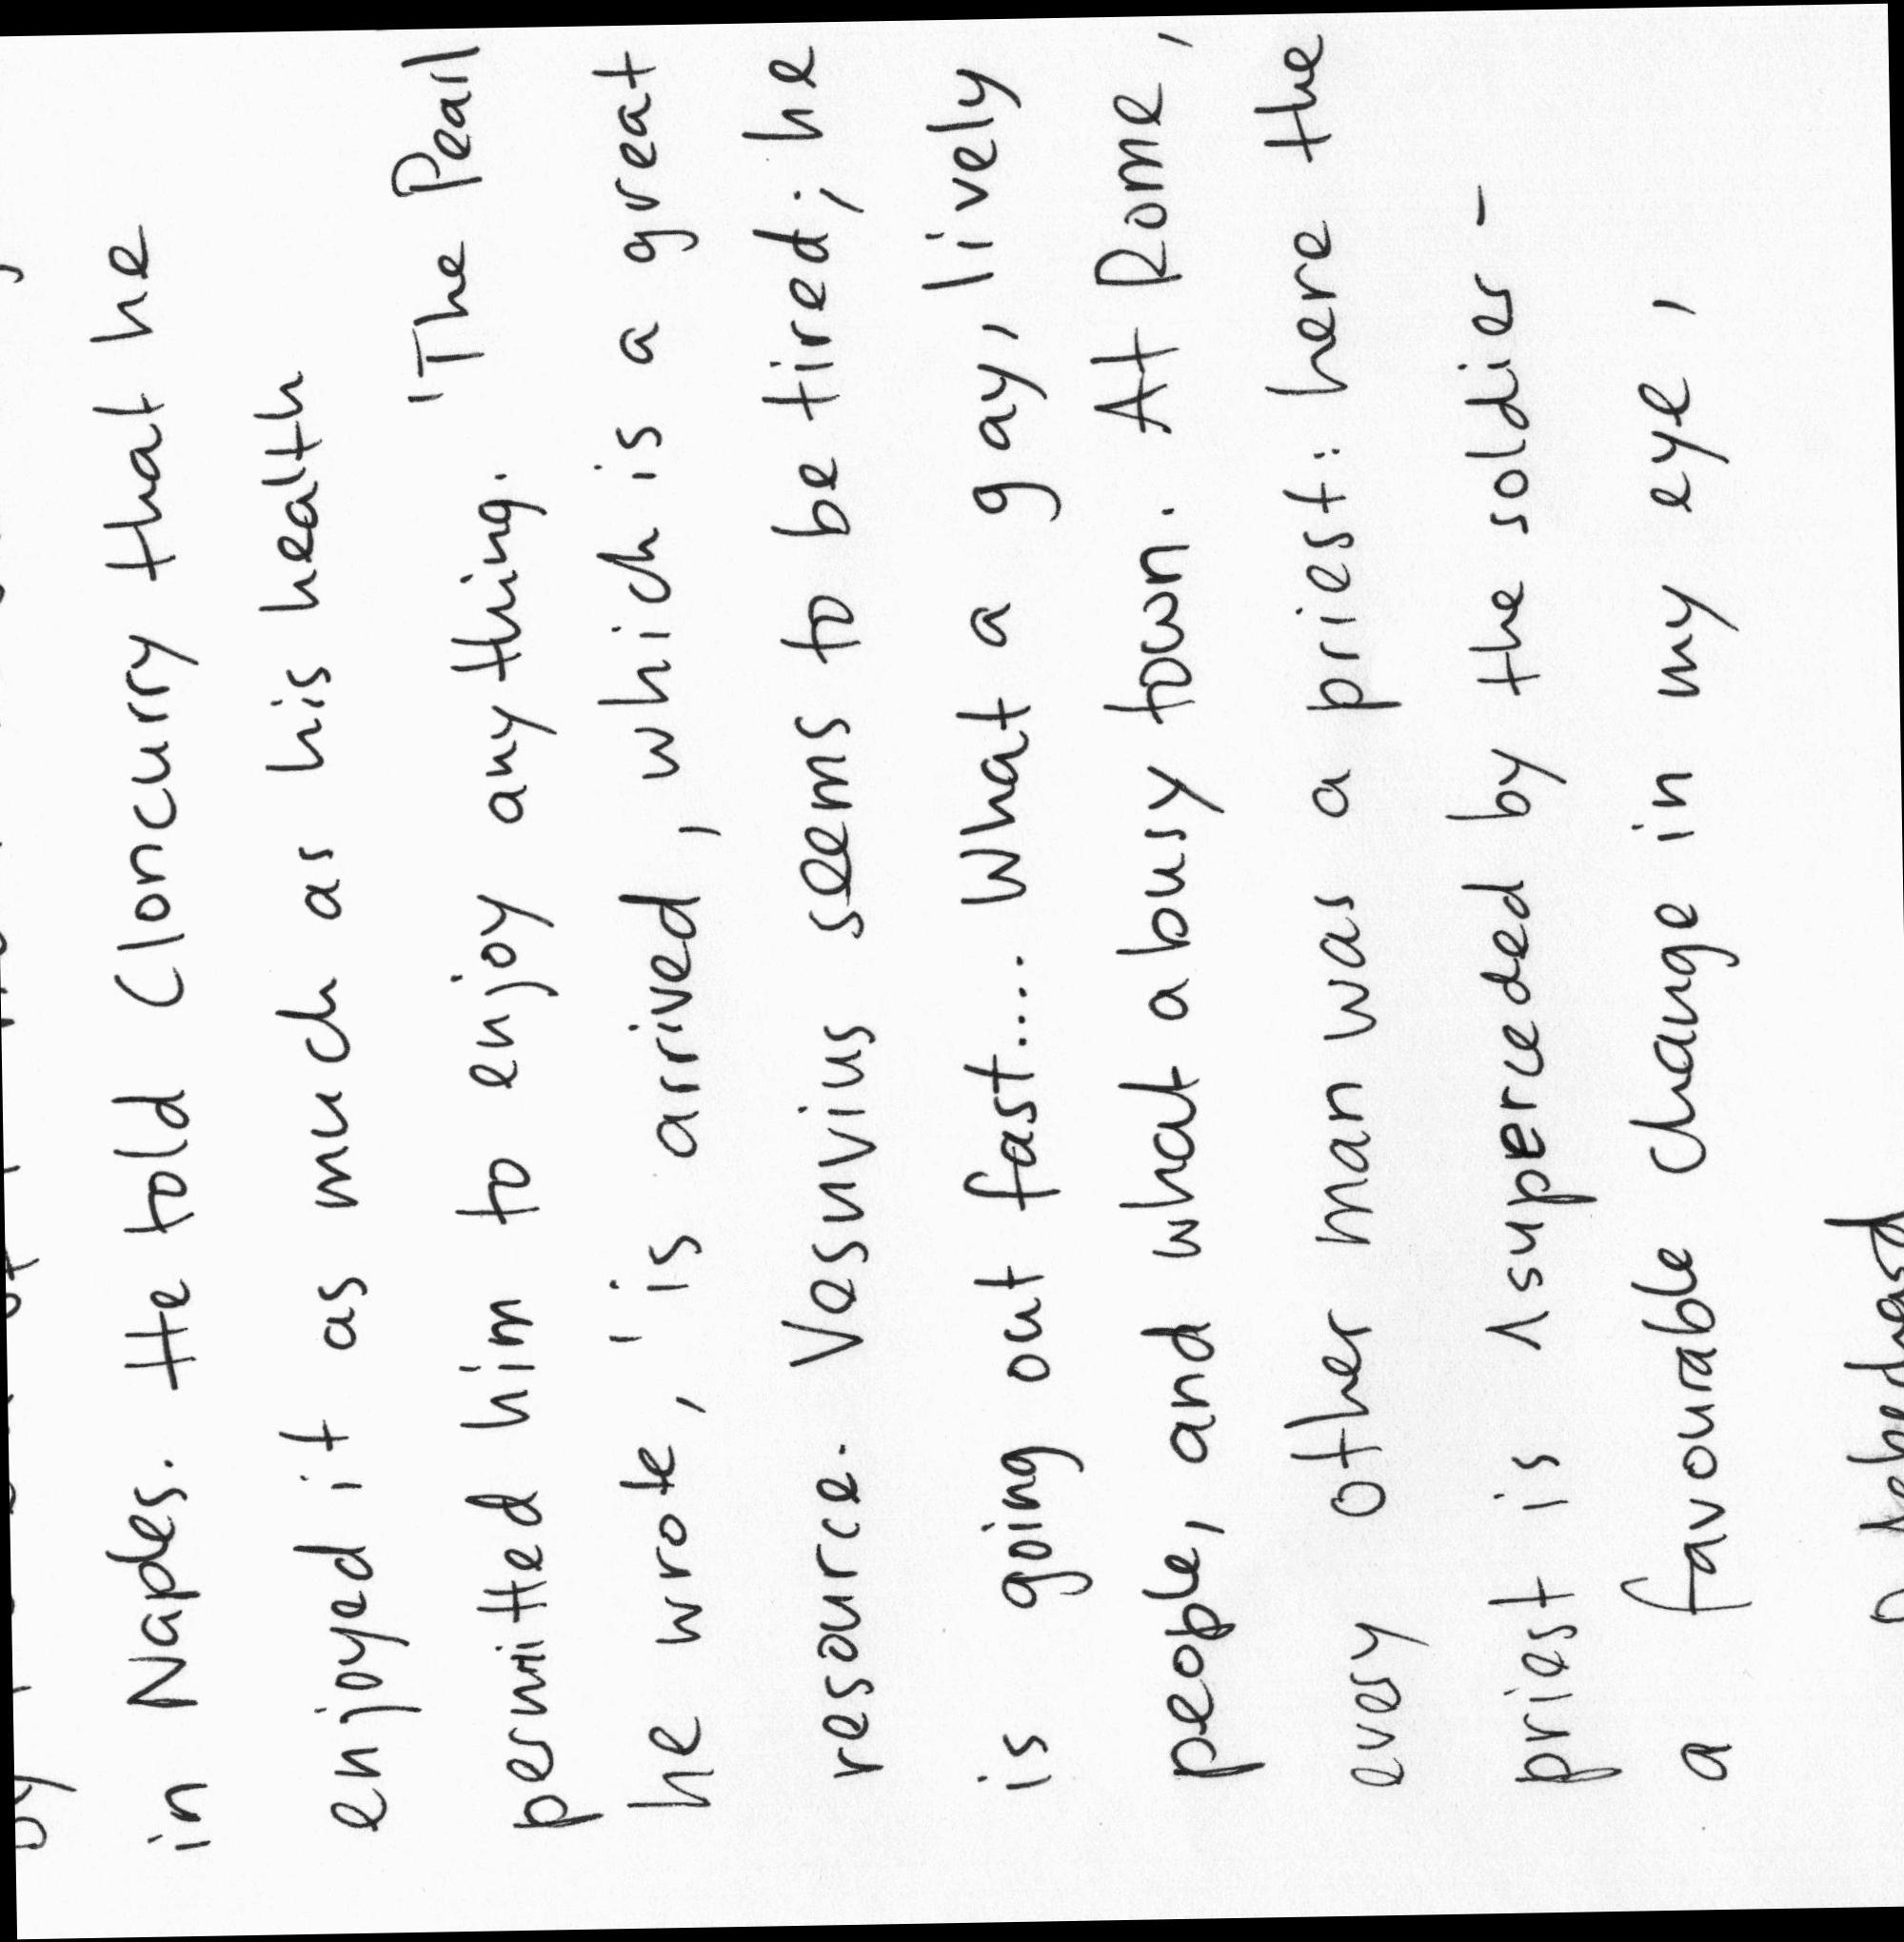 in Naples. He told Cloncurry that he
enjoyed it as much as his health
permitted him to enjoy any thing. 'The Pearl
he wrote, 'is arrived, which is a great
resource. Vesuvius seems to be tired; he
is going out fast.... What a gay, lively
people, and what a busy town. At Rome,
every other man was a priest: here the
priest is superceded by the soldier -
a favourable change in my eye,